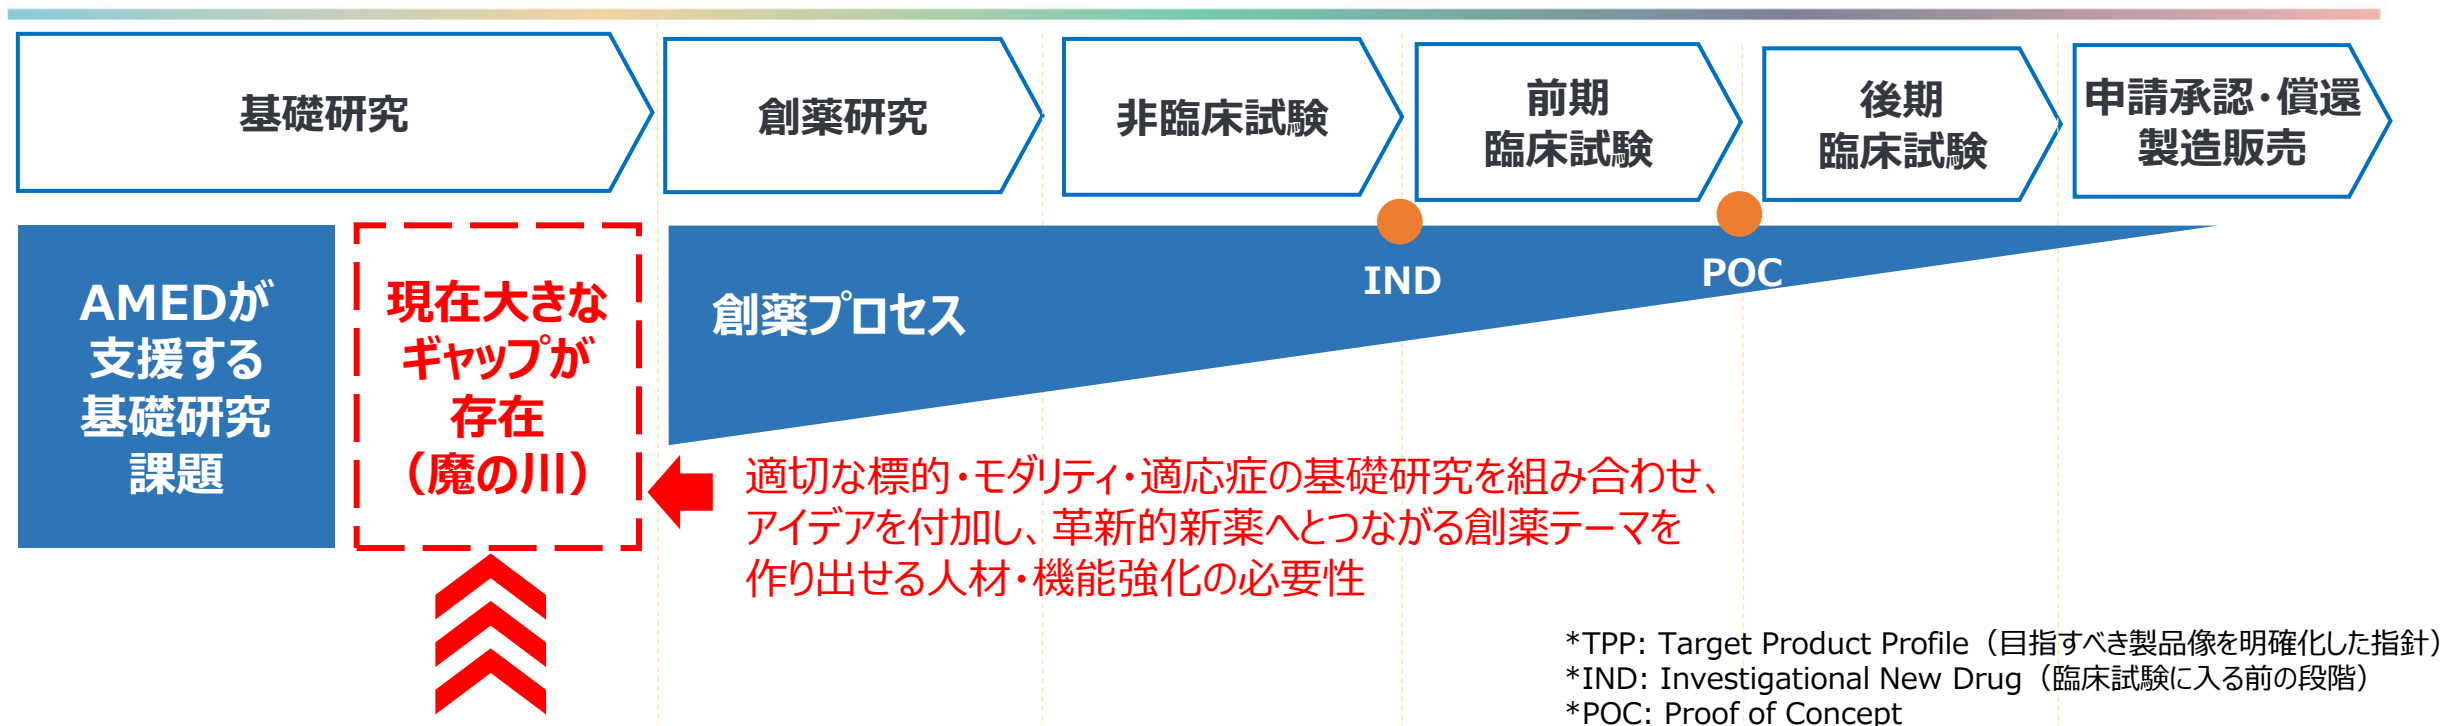 基礎研究
創薬研究
非臨床試験
前期
臨床試験
後期
臨床試験
申請承認・償還
製造販売
AMEDが
支援する
基礎研究
課題
現在大きな
ギャップが
存在
（魔の川）
創薬プロセス
IND
POC
適切な標的・モダリティ・適応症の基礎研究を組み合わせ、
アイデアを付加し、革新的新薬へとつながる創薬テーマを
作り出せる人材・機能強化の必要性
*TPP: Target Product Profile（目指すべき製品像を明確化した指針）
*IND: Investigational New Drug（臨床試験に入る前の段階）
*POC: Proof of Concept